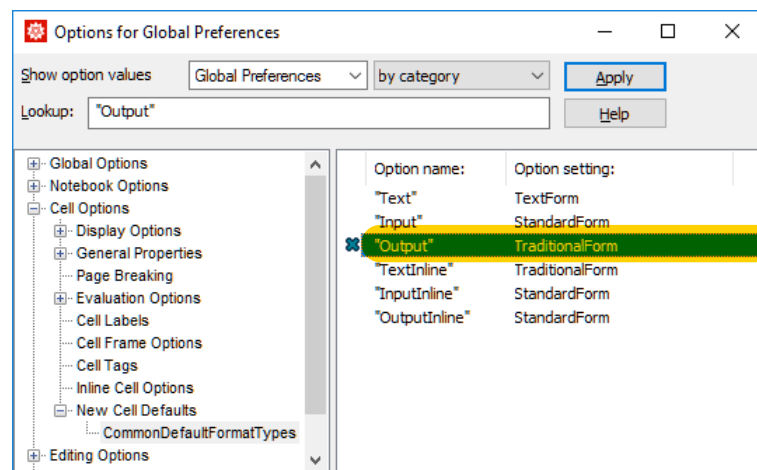 Options for Global Preferences
Show option values Global Preferences by category Apply
Lookup: "Output" Help
Global Options
Notebook Options
Cell Options
Display Options
General Properties
Page Breaking
Evaluation Options
Cell Labels
Cell Frame Options
Cell Tags
Inline Cell Options
New Cell Defaults
CommonDefaultFormatTypes
Editing Options
Option name: Option setting:
"Text" TextForm
"Input" StandardForm
"Output" TraditionalForm
"TextInline" TraditionalForm
"InputInline" StandardForm
"OutputInline" StandardForm